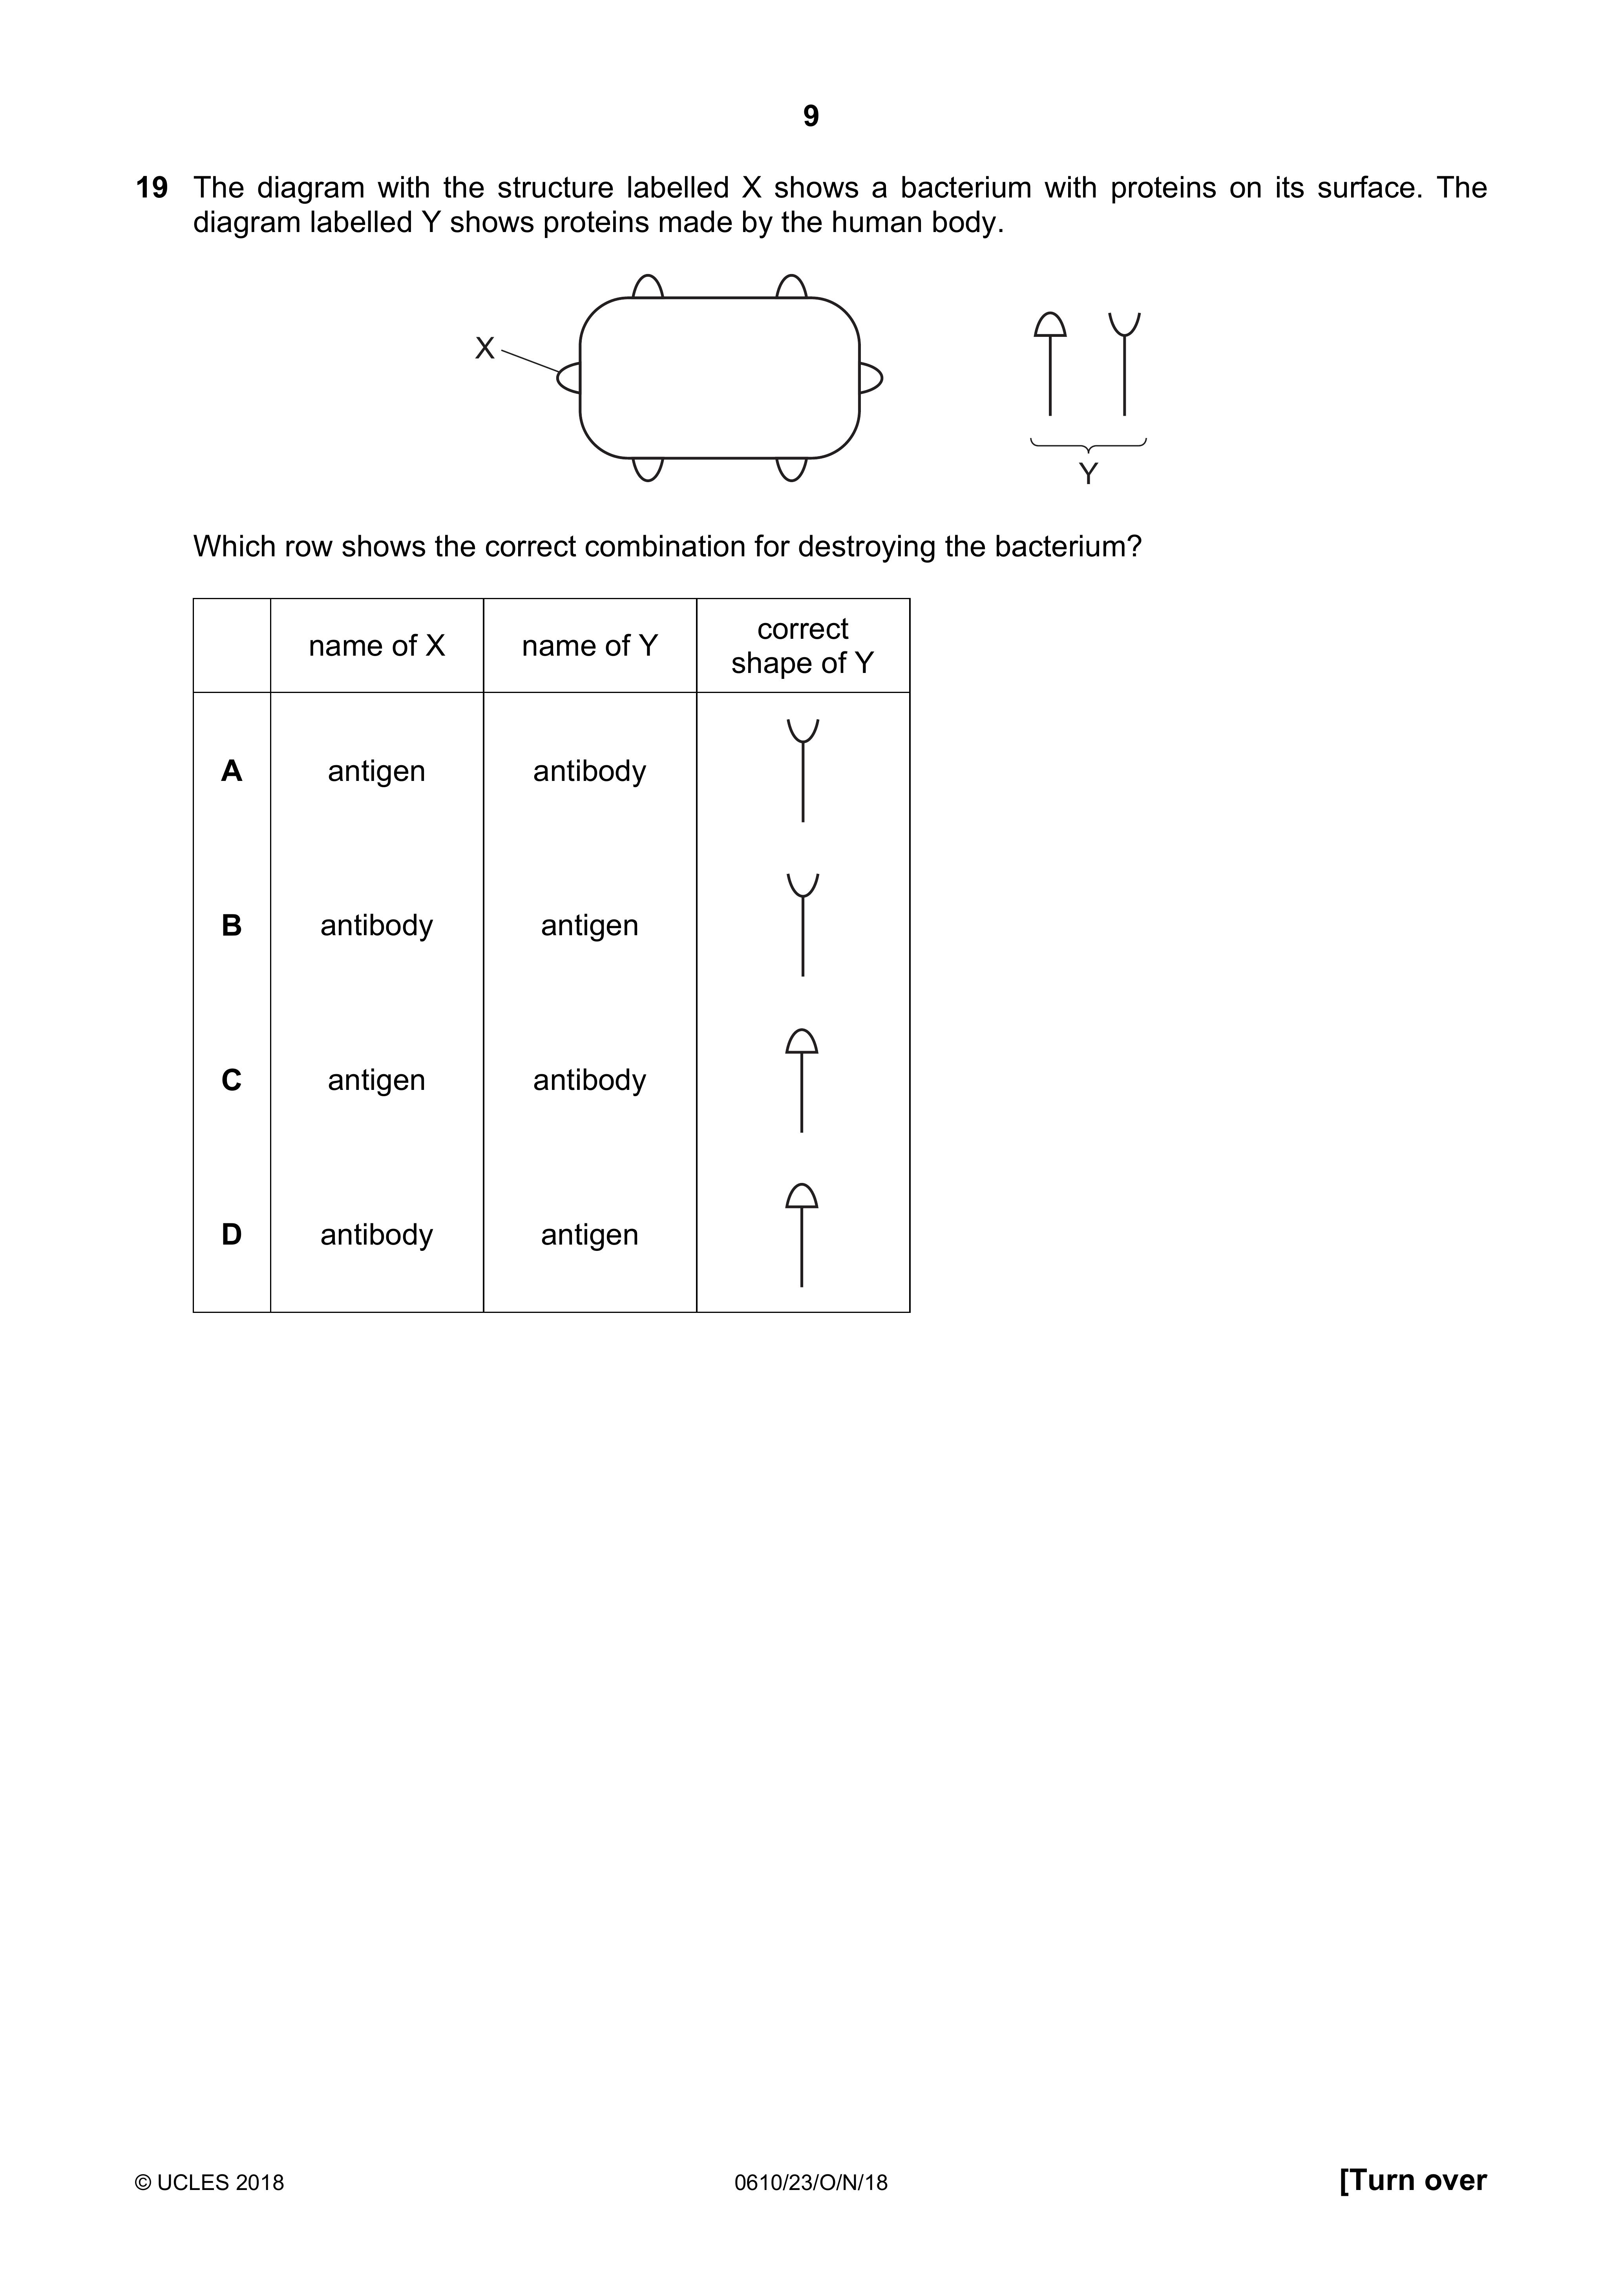 9
19 The diagram with the structure labelled X shows a bacterium with proteins on its surface. The
diagram labelled Y shows proteins made by the human body.
X
Y
Which row shows the correct combination for destroying the bacterium?
name of X name of Y correct shape of Y
A antigen antibody
B antibody antigen
C antigen antibody
D antibody antigen
© UCLES 2018 0610/23/O/N/18 [Turn over